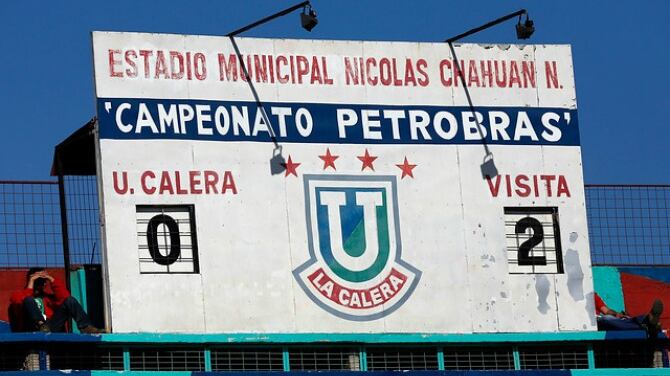 ESTADIO MUNICIPAL NICOLAS CHAHUAN N.
'CAMPEONATO PETROBRAS'
U. CALERA
VISITA
0
2
U
LA CALERA